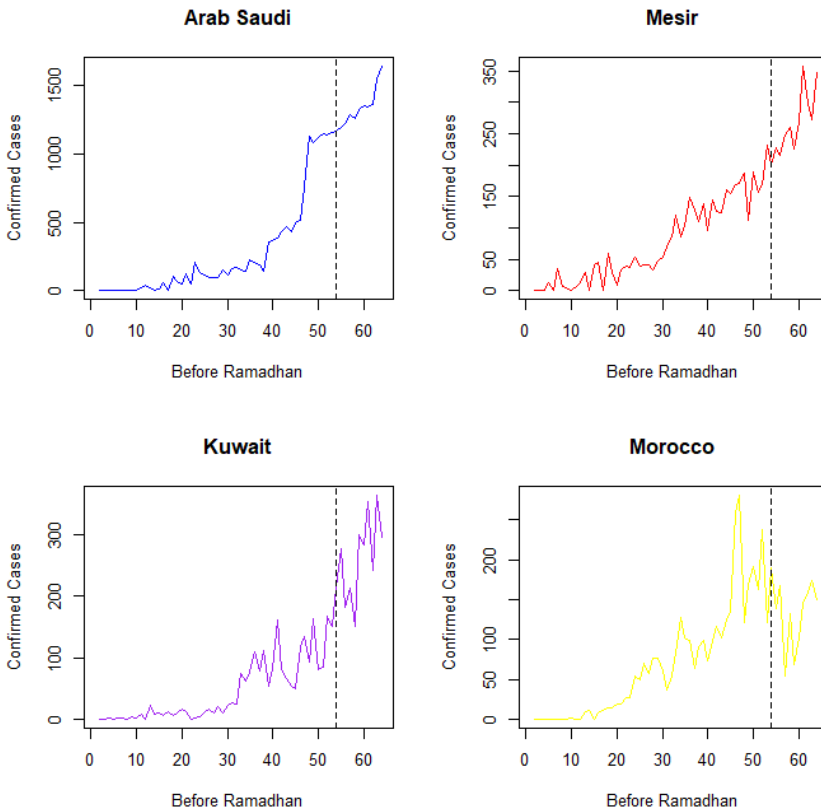 Arab Saudi
Confirmed Cases
0 500 1000 1500
0 10 20 30 40 50 60
Before Ramadhan
Mesir
Confirmed Cases
0 50 150 250 350
0 10 20 30 40 50 60
Before Ramadhan
Kuwait
Confirmed Cases
0 100 200 300
0 10 20 30 40 50 60
Before Ramadhan
Morocco
Confirmed Cases
0 50 100 200
0 10 20 30 40 50 60
Before Ramadhan